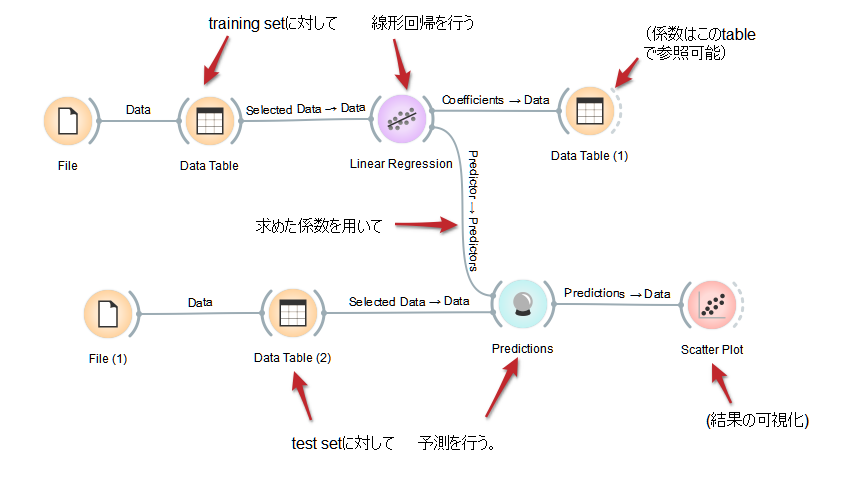 training setに対して
線形回帰を行う
（係数はこのtable
で参照可能）
Data
Selected Data → Data
Coefficients → Data
File
Data Table
Linear Regression
Data Table (1)
Predictor → Predictors
求めた係数を用いて
Data
Selected Data → Data
Predictions → Data
File (1)
Data Table (2)
Predictions
Scatter Plot
test setに対して
予測を行う。
(結果の可視化)